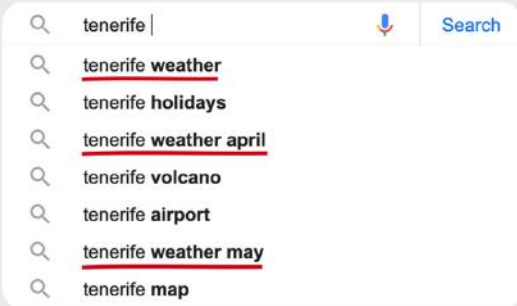 tenerife Search
tenerife weather
tenerife holidays
tenerife weather april
tenerife volcano
tenerife airport
tenerife weather may
tenerife map